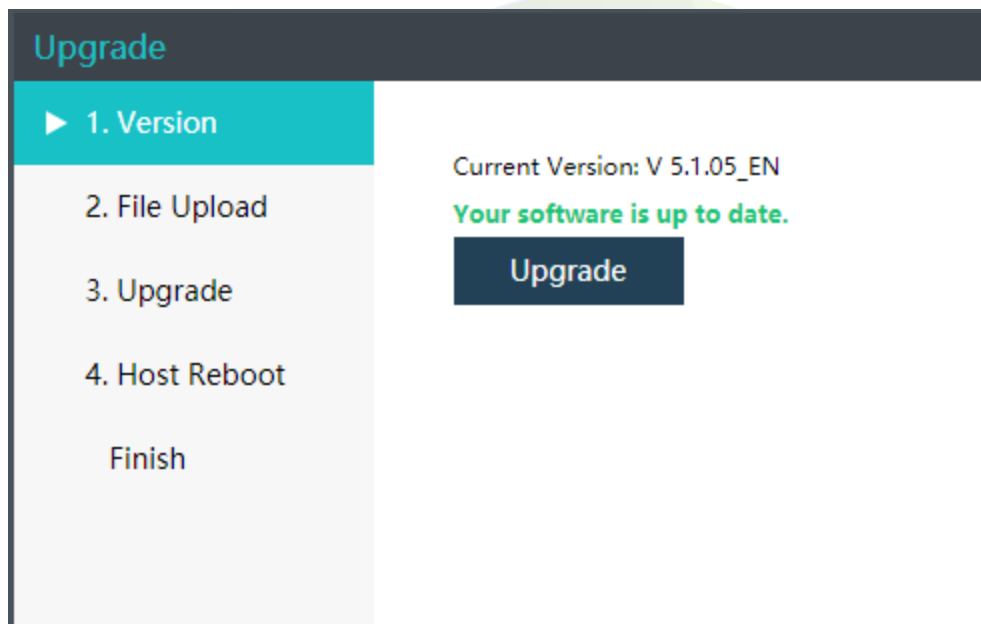 Upgrade
1. Version
2. File Upload
3. Upgrade
4. Host Reboot
Finish
Current Version: V 5.1.05_EN
Your software is up to date.
Upgrade